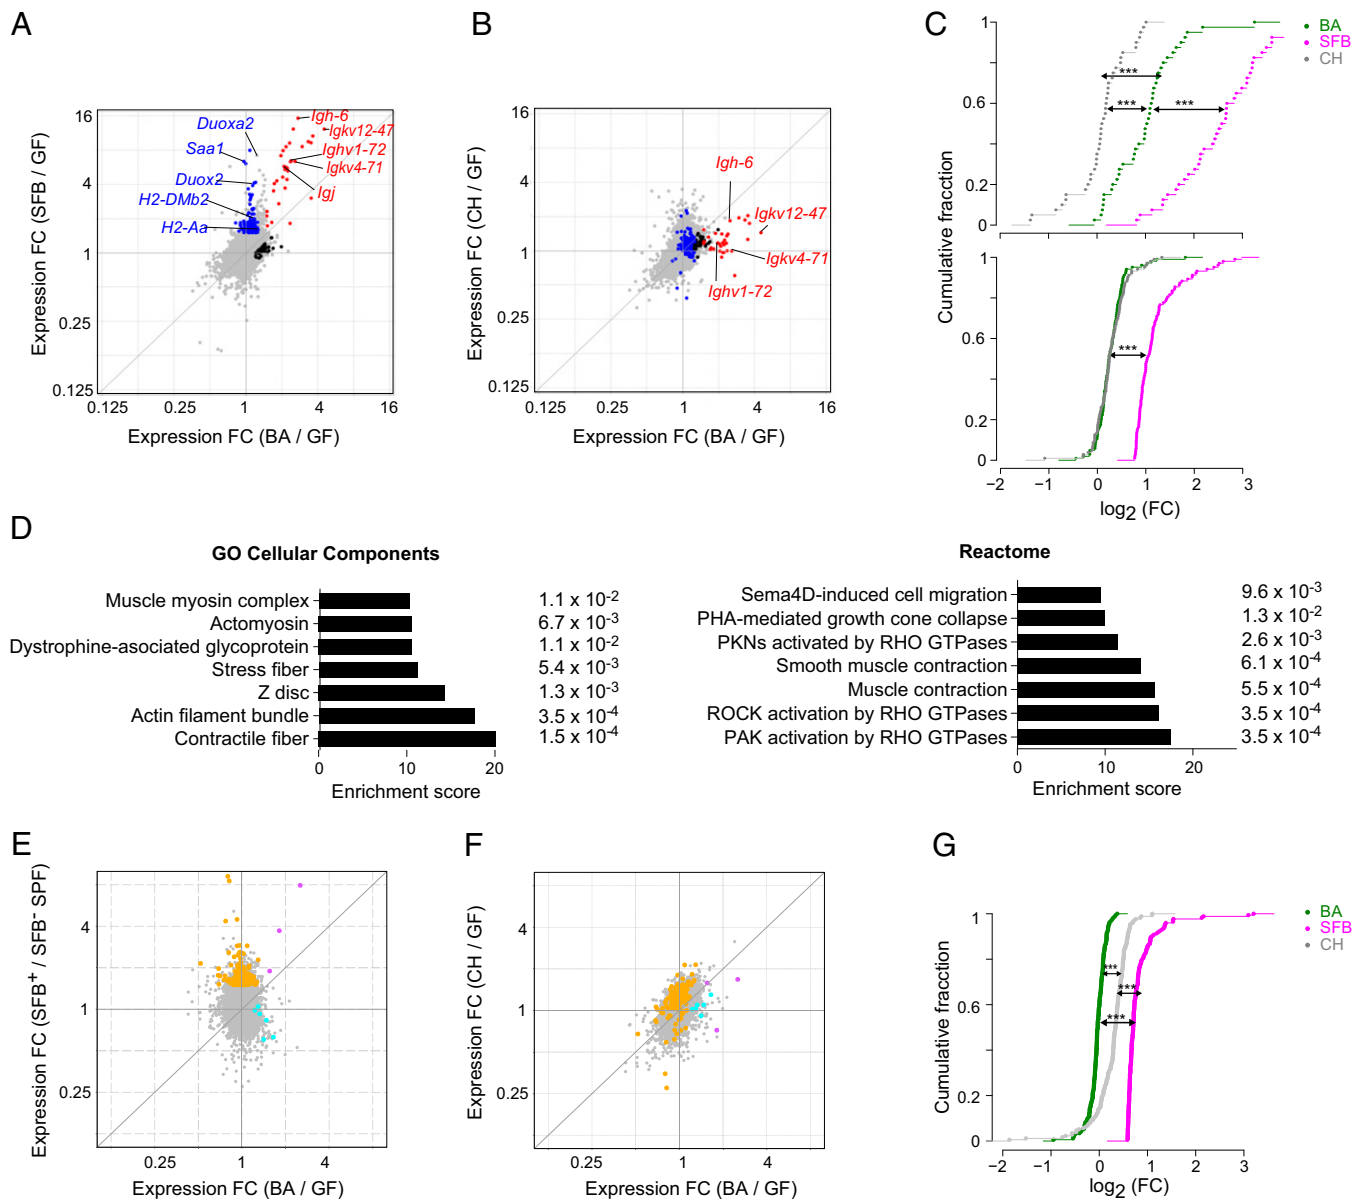 A
Expression FC (SFB / GF)
16
4
1
0.25
0.125
0.125
0.25
1
4
16
Expression FC (BA / GF)
Duoxa2
Saa1
Duox2
H2-DMb2
H2-Aa
Igh-6
Igkv12-47
Ighv1-72
Igkv4-71
Igj
B
Expression FC (CH / GF)
16
4
1
0.25
0.125
0.125
0.25
1
4
16
Expression FC (BA / GF)
Igh-6
Igkv12-47
Igkv4-71
Ighv1-72
C
BA
SFB
CH
Cumulative fraccton
1
0.6
0.2
0
***
*** ***
1
0.6
0.2
0
***
−2 −1 0 1 2 3
log2 (FC)
D
GO Cellular Components
Muscle myosin complex 1.1 x 10-2
Actomyosin 6.7 x 10-3
Dystrophine-asociated glycoprotein 1.1 x 10-2
Stress fiber 5.4 x 10-3
Z disc 1.3 x 10-3
Actin filament bundle 3.5 x 10-4
Contractile fiber 1.5 x 10-4
0 10 20
Enrichment score
Reactome
Sema4D-induced cell migration 9.6 x 10-3
PHA-mediated growth cone collapse 1.3 x 10-2
PKNs activated by RHO GTPases 2.6 x 10-3
Smooth muscle contraction 6.1 x 10-4
Muscle contraction 5.5 x 10-4
ROCK activation by RHO GTPases 3.5 x 10-4
PAK activation by RHO GTPases 3.5 x 10-4
0 10 20
Enrichment score
E
Expression FC (SFB+ / SFB- SPF)
4
1
0.25
0.25 1 4
Expression FC (BA / GF)
F
Expression FC (CH / GF)
4
1
0.25
0.25 1 4
Expression FC (BA / GF)
G
BA
SFB
CH
Cumulative fraction
1
0.6
0.2
0
***
***
***
−2 −1 0 1 2 3
log2 (FC)